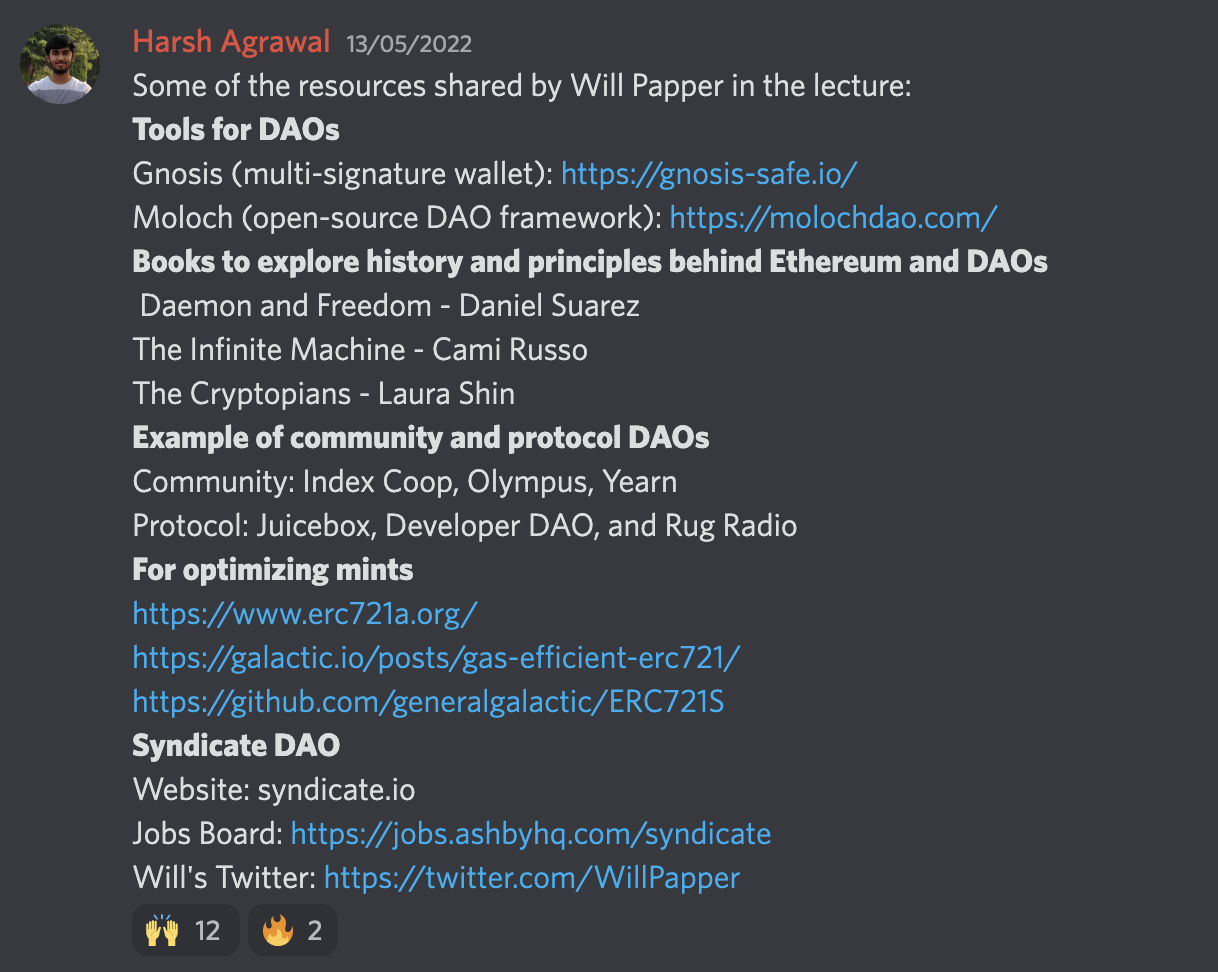 Harsh Agrawal 13/05/2022
Some of the resources shared by Will Papper in the lecture:
Tools for DAOs
Gnosis (multi-signature wallet): https://gnosis-safe.io/
Moloch (open-source DAO framework): https://molochdao.com/
Books to explore history and principles behind Ethereum and DAOs
Daemon and Freedom - Daniel Suarez
The Infinite Machine - Cami Russo
The Cryptopians - Laura Shin
Example of community and protocol DAOs
Community: Index Coop, Olympus, Yearn
Protocol: Juicebox, Developer DAO, and Rug Radio
For optimizing mints
https://www.erc721a.org/
https://galactic.io/posts/gas-efficient-erc721/
https://github.com/generalgalactic/ERC721S
Syndicate DAO
Website: syndicate.io
Jobs Board: https://jobs.ashbyhq.com/syndicate
Will's Twitter: https://twitter.com/WillPapper
🙌 12 🔥 2